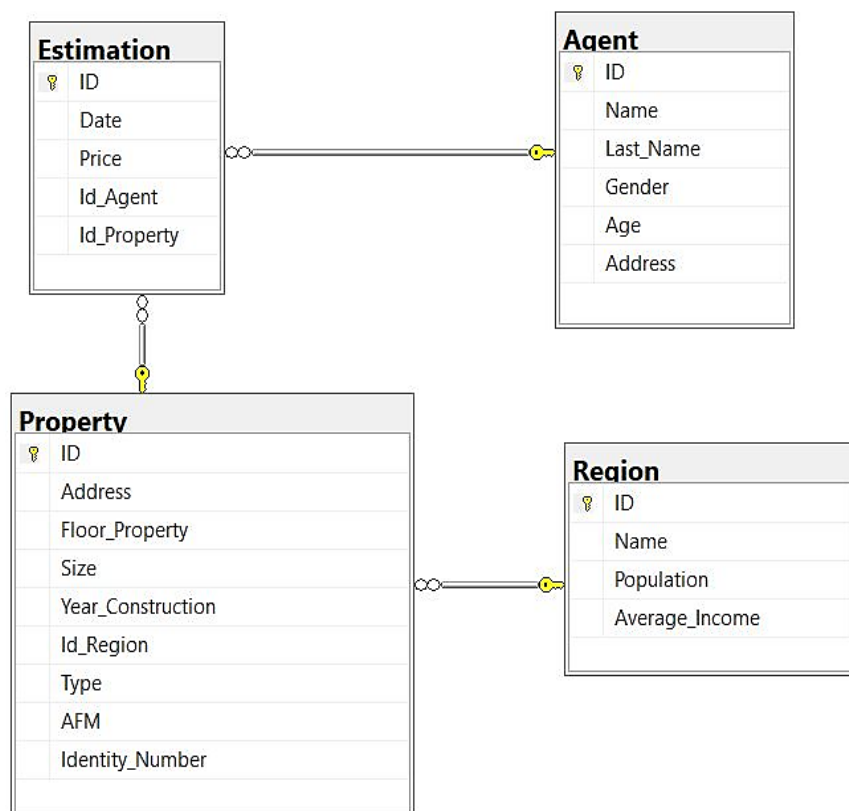 Estimation
ID
Date
Price
Id_Agent
Id_Property
Agent
ID
Name
Last_Name
Gender
Age
Address
Property
ID
Address
Floor_Property
Size
Year_Construction
Id_Region
Type
AFM
Identity_Number
Region
ID
Name
Population
Average_Income